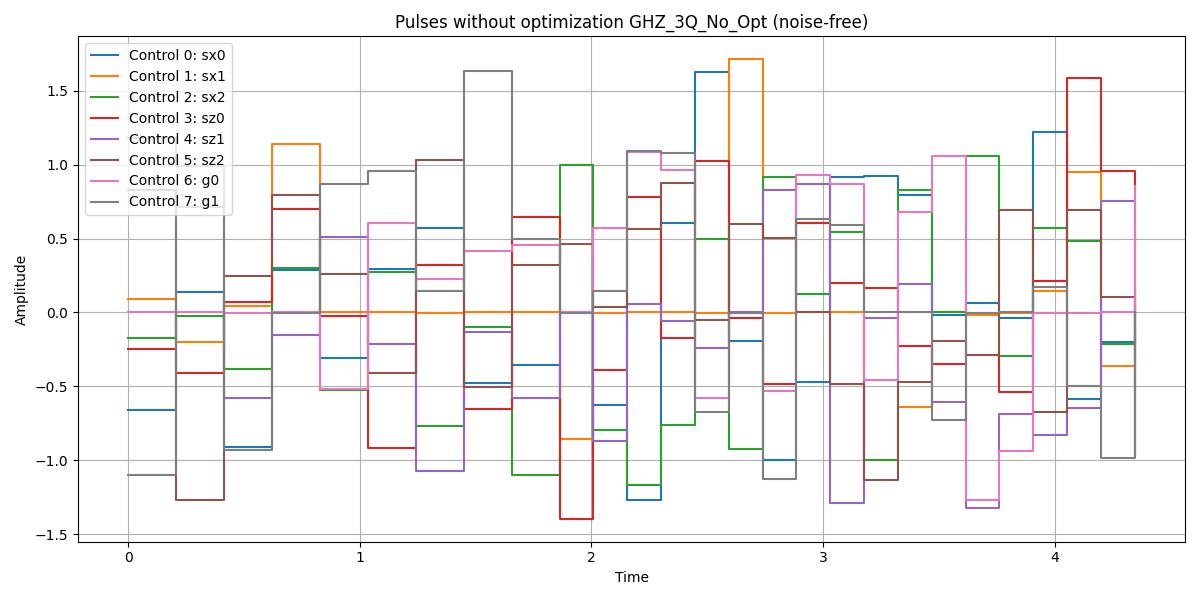 Pulses without optimization GHZ_3Q_No_Opt (noise-free)
Control 0: sx0
Control 1: sx1
Control 2: sx2
Control 3: sz0
Control 4: sz1
Control 5: sz2
Control 6: g0
Control 7: g1
Amplitude
1.5
1.0
0.5
0.0
−0.5
−1.0
−1.5
0 1 2 3 4
Time